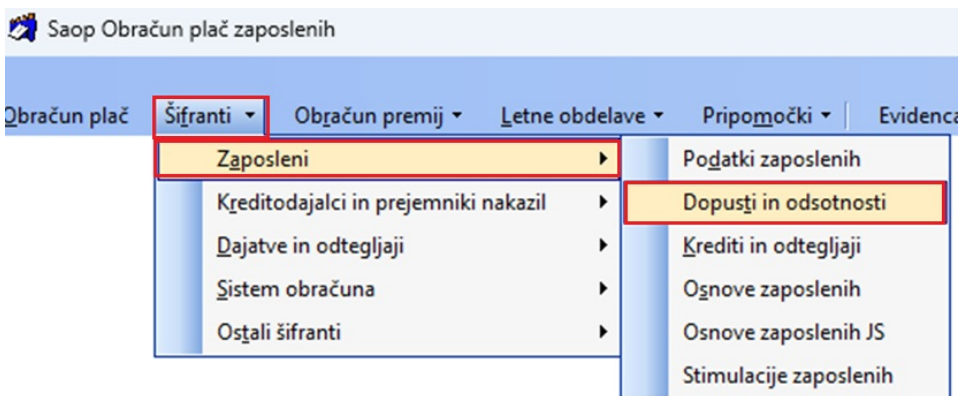 Saop Obračun plač zaposlenih
Obračun plač Šifranti Obračun premij Letne obdelave Pripomočki Evidenca
Zaposleni
Kreditodajalci in prejemniki nakazil
Dajatve in odtegljaji
Sistem obračuna
Ostali šifranti
Podatki zaposlenih
Dopusti in odsotnosti
Krediti in odtegljaji
Osnove zaposlenih
Osnove zaposlenih JS
Stimulacije zaposlenih